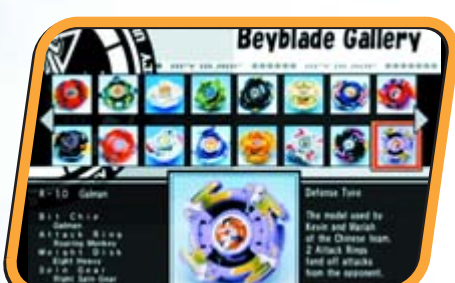 Beyblade Gallery
A-10 Galman
Bit Chip
Galman
Attack Ring
Roaring Monkey
Weight Disk
Eight Heavy
Spin Gear
Right Spin Gear
Defense Type
The model used by
Kevin and Mariah
of the Chinese team.
2 Attack Rings
fend off attacks
from the opponent.